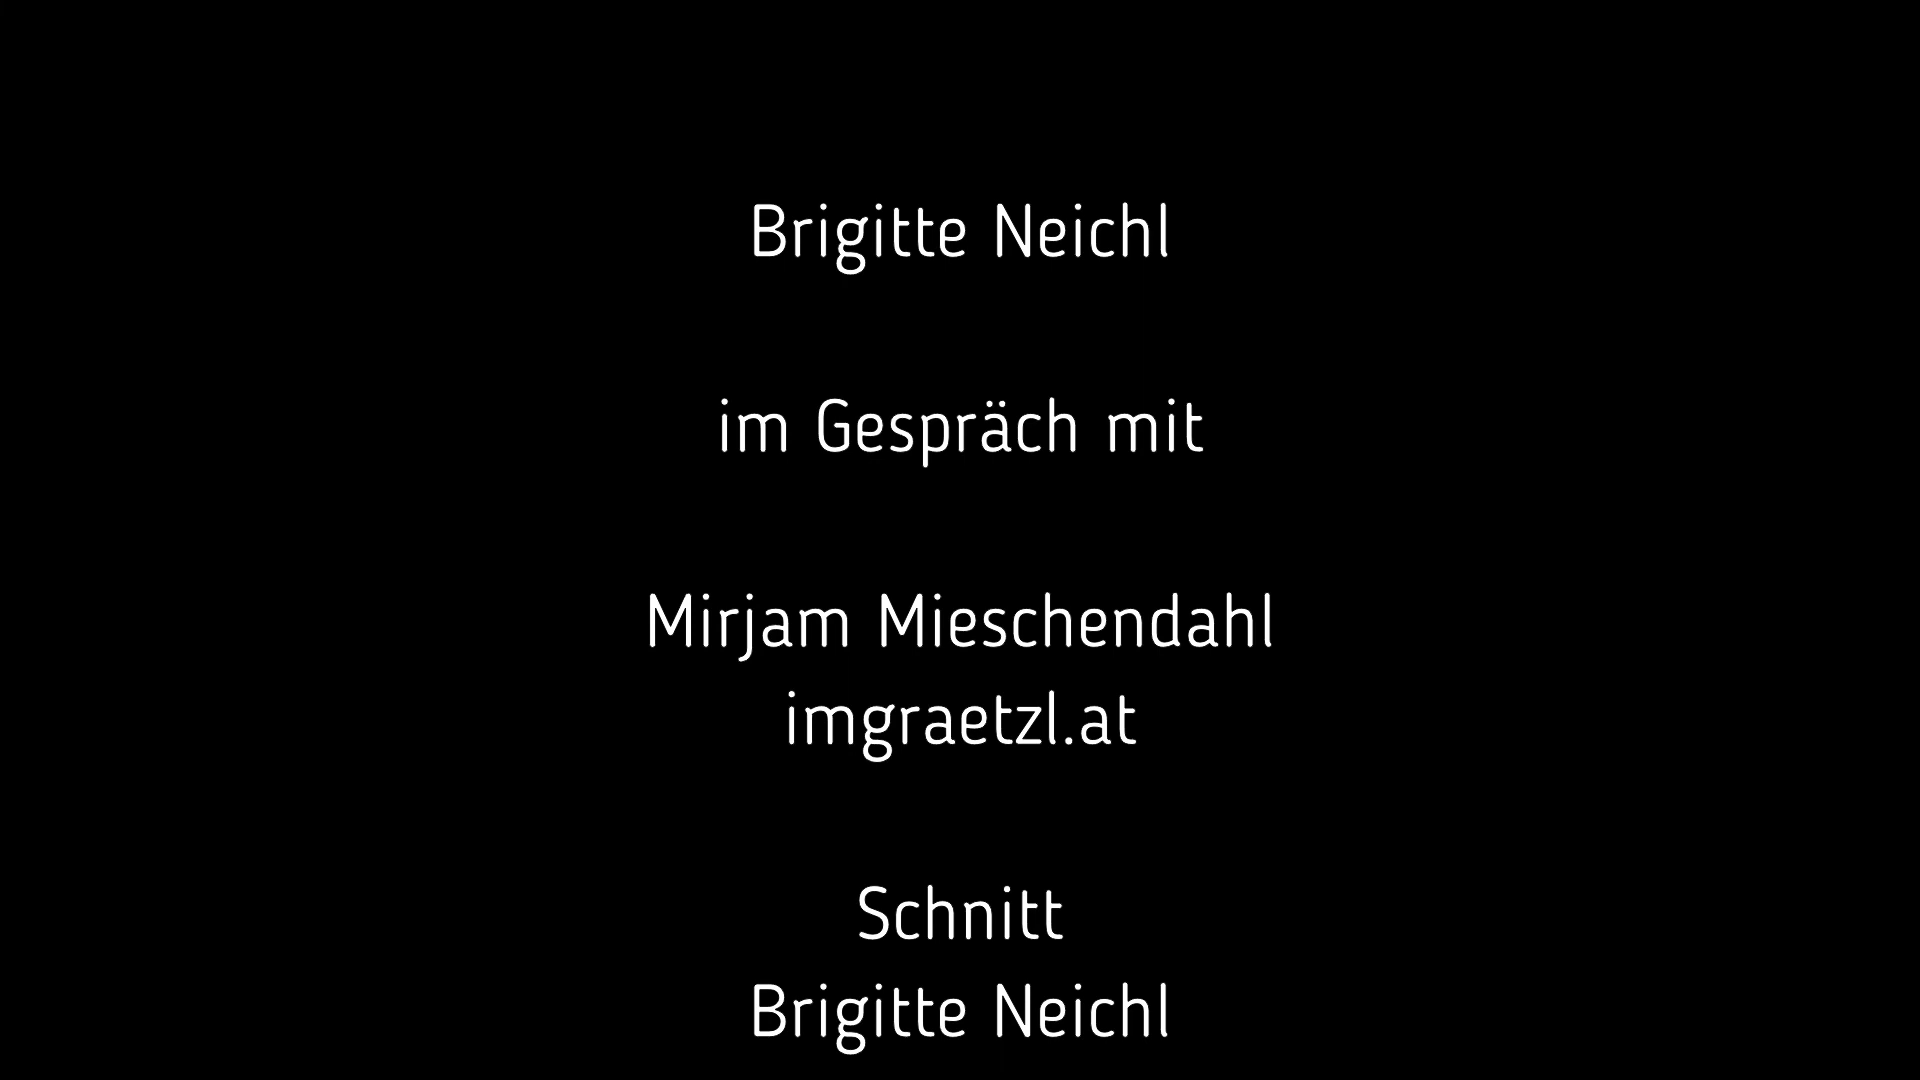 Brigitte Neichl
im Gespräch mit
Mirjam Mieschendahl
imgraetzl.at
Schnitt
Brigitte Neichl